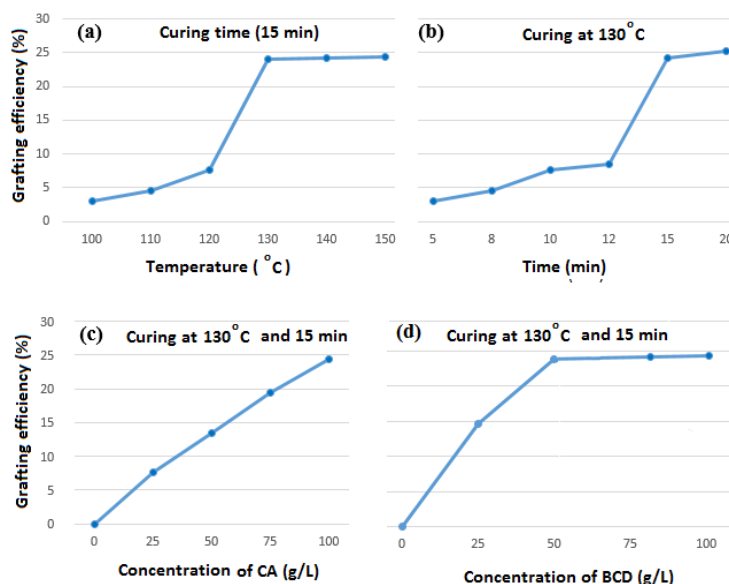 30
25
20
15
10
5
0
Grafting efficiency (%)
(a)
Curing time (15 min)
100 110 120 130 140 150
Temperature ( °C)
(b)
Curing at 130°C
5 8 10 12 15 20
Time (min)
30
25
20
15
10
5
0
Grafting efficiency (%)
(c)
Curing at 130°C and 15 min
0 25 50 75 100
Concentration of CA (g/L)
(d)
Curing at 130°C and 15 min
0 25 50 75 100
Concentration of BCD (g/L)